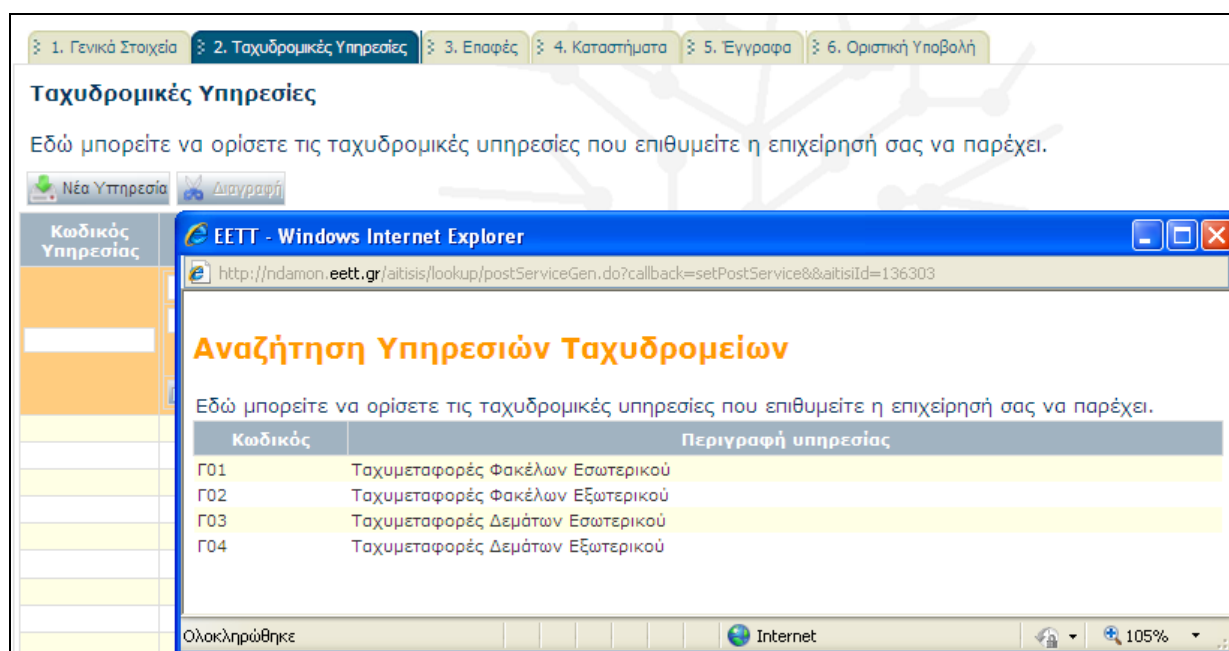 1. Γενικά Στοιχεία 2. Ταχυδρομικές Υπηρεσίες 3. Επαφές 4. Καταστήματα 5. Έγγραφα 6. Οριστική Υποβολή
Ταχυδρομικές Υπηρεσίες
Εδώ μπορείτε να ορίσετε τις ταχυδρομικές υπηρεσίες που επιθυμείτε η επιχείρησή σας να παρέχει.
Νέα Υπηρεσία Διαγραφή
Κωδικός
Υπηρεσίας
EETT - Windows Internet Explorer
http://ndamon.eett.gr/aitisis/lookup/postServiceGen.do?callback=setPostService&&aitisiId=136303
Αναζήτηση Υπηρεσιών Ταχυδρομείων
Εδώ μπορείτε να ορίσετε τις ταχυδρομικές υπηρεσίες που επιθυμείτε η επιχείρησή σας να παρέχει.
Κωδικός Περιγραφή υπηρεσίας
Γ01 Ταχυμεταφορές Φακέλων Εσωτερικού
Γ02 Ταχυμεταφορές Φακέλων Εξωτερικού
Γ03 Ταχυμεταφορές Δεμάτων Εσωτερικού
Γ04 Ταχυμεταφορές Δεμάτων Εξωτερικού
Ολοκληρώθηκε Internet 105%